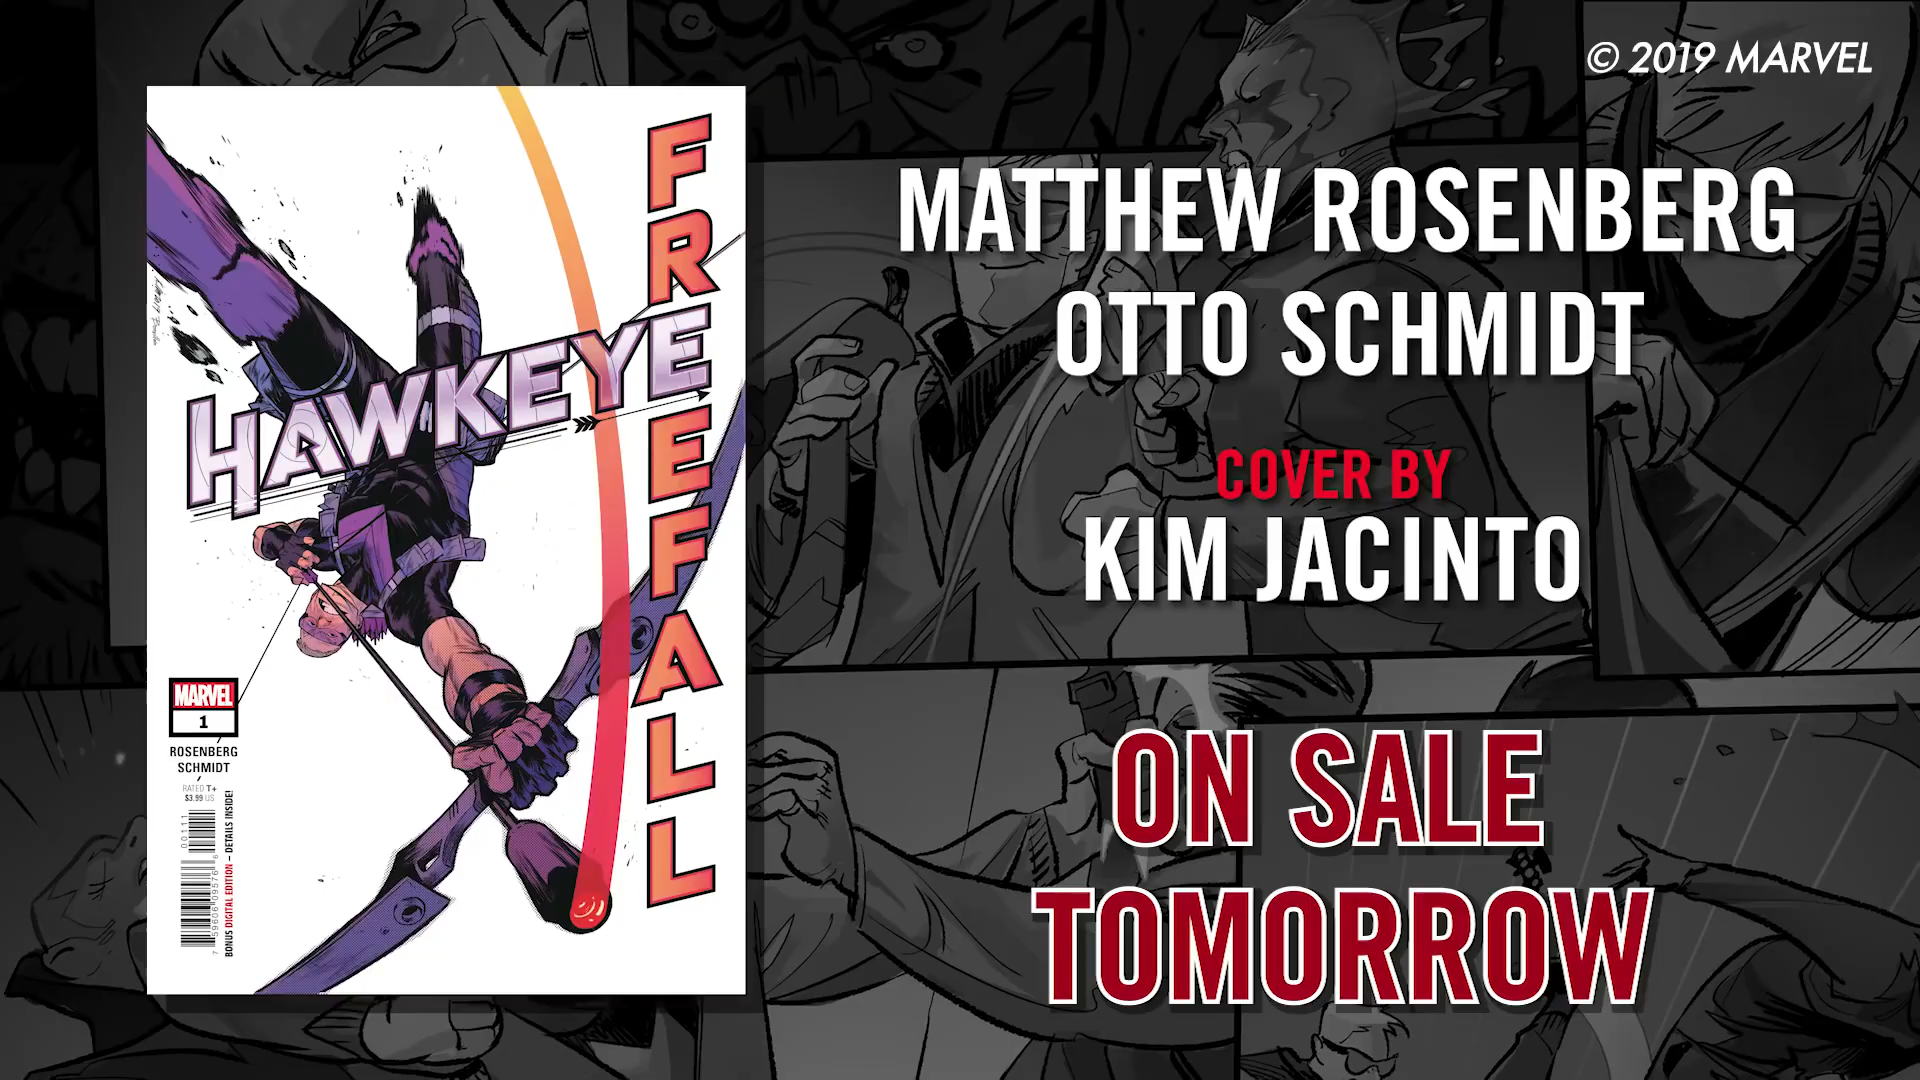 © 2019 MARVEL
FREEFALL
HAWKEYE
MARVEL
1
ROSENBERG
SCHMIDT
RATED T+
$3.99 US
00111
BONUS DIGITAL EDITION – DETAILS INSIDE!
MATTHEW ROSENBERG
OTTO SCHMIDT
COVER BY
KIM JACINTO
ON SALE
TOMORROW